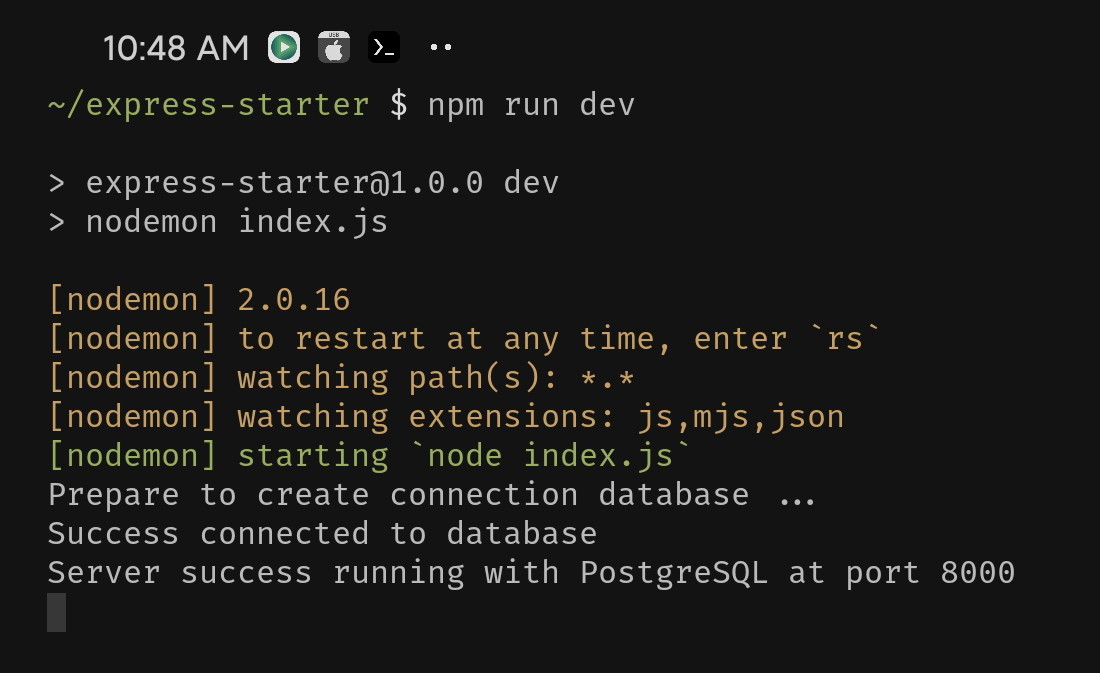 10:48 AM
USB
~/express-starter $ npm run dev
> express-starter@1.0.0 dev
> nodemon index.js
[nodemon] 2.0.16
[nodemon] to restart at any time, enter `rs`
[nodemon] watching path(s): *.*
[nodemon] watching extensions: js,mjs,json
[nodemon] starting `node index.js`
Prepare to create connection database ...
Success connected to database
Server success running with PostgreSQL at port 8000